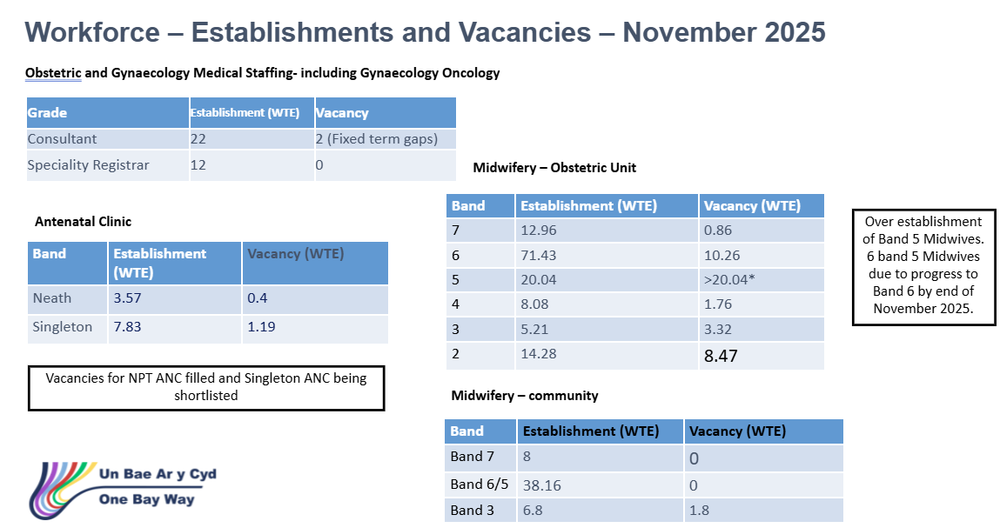 Workforce – Establishments and Vacancies – November 2025
Obstetric and Gynaecology Medical Staffing- including Gynaecology Oncology
Grade Establishment (WTE) Vacancy
Consultant 22 2 (Fixed term gaps)
Speciality Registrar 12 0
Antenatal Clinic
Band Establishment (WTE) Vacancy (WTE)
Neath 3.57 0.4
Singleton 7.83 1.19
Vacancies for NPT ANC filled and Singleton ANC being
shortlisted
Midwifery – Obstetric Unit
Band Establishment (WTE) Vacancy (WTE)
7 12.96 0.86
6 71.43 10.26
5 20.04 >20.04*
4 8.08 1.76
3 5.21 3.32
2 14.28 8.47
Over establishment
of Band 5 Midwives.
6 band 5 Midwives
due to progress to
Band 6 by end of
November 2025.
Midwifery – community
Band Establishment (WTE) Vacancy (WTE)
Band 7 8 0
Band 6/5 38.16 0
Band 3 6.8 1.8
Un Bae Ar y Cyd
One Bay Way